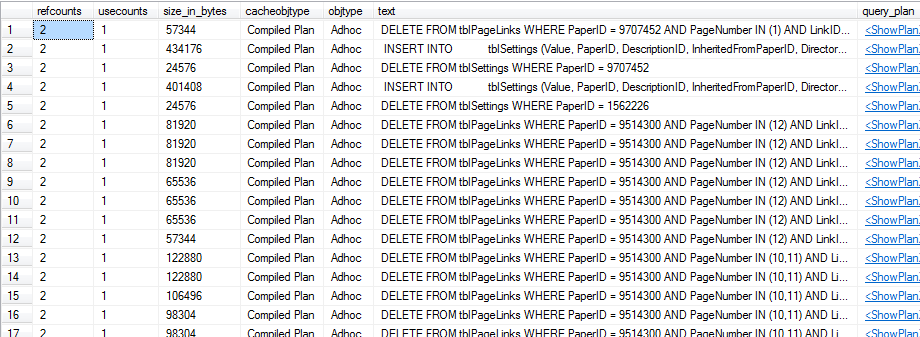 refcounts usecounts size_in_bytes cacheobjtype objtype text query_plan
1 2 1 57344 Compiled Plan Adhoc DELETE FROM tblPageLinks WHERE PaperID = 9707452 AND PageNumber IN (1) AND LinkID... <ShowPlan
2 2 1 434176 Compiled Plan Adhoc INSERT INTO tblSettings (Value, PaperID, DescriptionID, InheritedFromPaperID, Director... <ShowPlan
3 2 1 24576 Compiled Plan Adhoc DELETE FROM tblSettings WHERE PaperID = 9707452 <ShowPlan
4 2 1 401408 Compiled Plan Adhoc INSERT INTO tblSettings (Value, PaperID, DescriptionID, InheritedFromPaperID, Director... <ShowPlan
5 2 1 24576 Compiled Plan Adhoc DELETE FROM tblSettings WHERE PaperID = 1562226 <ShowPlan
6 2 1 81920 Compiled Plan Adhoc DELETE FROM tblPageLinks WHERE PaperID = 9514300 AND PageNumber IN (12) AND LinkI... <ShowPlan
7 2 1 81920 Compiled Plan Adhoc DELETE FROM tblPageLinks WHERE PaperID = 9514300 AND PageNumber IN (12) AND LinkI... <ShowPlan
8 2 1 81920 Compiled Plan Adhoc DELETE FROM tblPageLinks WHERE PaperID = 9514300 AND PageNumber IN (12) AND LinkI... <ShowPlan
9 2 1 65536 Compiled Plan Adhoc DELETE FROM tblPageLinks WHERE PaperID = 9514300 AND PageNumber IN (12) AND LinkI... <ShowPlan
10 2 1 65536 Compiled Plan Adhoc DELETE FROM tblPageLinks WHERE PaperID = 9514300 AND PageNumber IN (12) AND LinkI... <ShowPlan
11 2 1 65536 Compiled Plan Adhoc DELETE FROM tblPageLinks WHERE PaperID = 9514300 AND PageNumber IN (12) AND LinkI... <ShowPlan
12 2 1 57344 Compiled Plan Adhoc DELETE FROM tblPageLinks WHERE PaperID = 9514300 AND PageNumber IN (12) AND LinkI... <ShowPlan
13 2 1 122880 Compiled Plan Adhoc DELETE FROM tblPageLinks WHERE PaperID = 9514300 AND PageNumber IN (10,11) AND Li... <ShowPlan
14 2 1 122880 Compiled Plan Adhoc DELETE FROM tblPageLinks WHERE PaperID = 9514300 AND PageNumber IN (10,11) AND Li... <ShowPlan
15 2 1 106496 Compiled Plan Adhoc DELETE FROM tblPageLinks WHERE PaperID = 9514300 AND PageNumber IN (10,11) AND Li... <ShowPlan
16 2 1 98304 Compiled Plan Adhoc DELETE FROM tblPageLinks WHERE PaperID = 9514300 AND PageNumber IN (10,11) AND Li... <ShowPlan
17 2 1 98304 Compiled Plan Adhoc DELETE FROM tblPageLinks WHERE PaperID = 9514300 AND PageNumber IN (10,11) AND Li... <ShowPlan